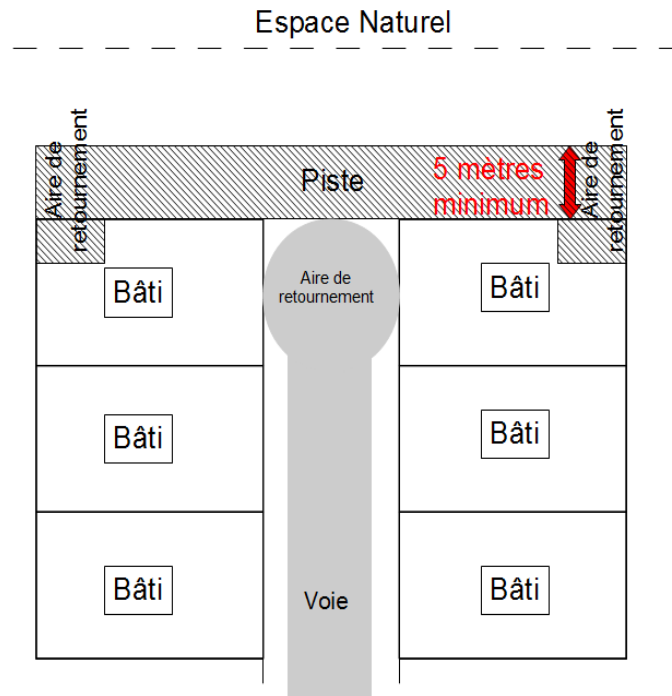 Espace Naturel
Aire de
retournement
Piste
5 mètres
minimum
Aire de
retournement
Aire de
retournement
Bâti
Bâti
Bâti
Bâti
Bâti
Bâti
Voie